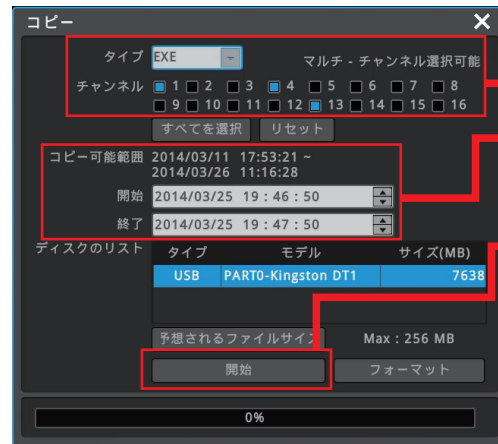 コピー
タイプ EXE マルチ - チャンネル選択可能
チャンネル 1 2 3 4 5 6 7 8
9 10 11 12 13 14 15 16
すべてを選択 リセット
コピー可能範囲 2014/03/11 17:53:21 ~
2014/03/26 11:16:28
開始 2014/03/25 19 : 46 : 50
終了 2014/03/25 19 : 47 : 50
ディスクのリスト タイプ モデル サイズ(MB)
USB PART0-Kingston DT1 7638
予想されるファイルサイズ Max : 256 MB
開始 フォーマット
0%